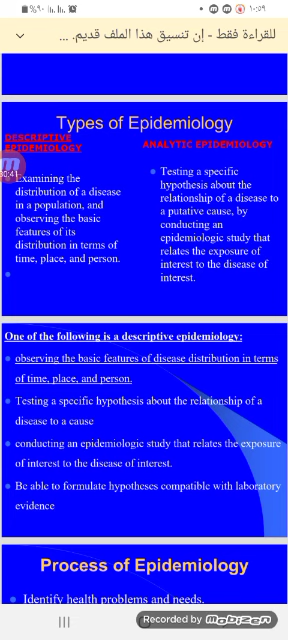 %٩٠
١٠:٥٩
للقراءة فقط - إن تنسيق هذا الملف قديم. ...
Types of Epidemiology
DESCRIPTIVE
EPIDEMIOLOGY
Examining the
distribution of a disease
in a population, and
observing the basic
features of its
distribution in terms of
time, place, and person.
ANALYTIC EPIDEMIOLOGY
Testing a specific
hypothesis about the
relationship of a disease to
a putative cause, by
conducting an
epidemiologic study that
relates the exposure of
interest to the disease of
interest.
One of the following is a descriptive epidemiology:
observing the basic features of disease distribution in terms
of time, place, and person.
Testing a specific hypothesis about the relationship of a
disease to a cause
conducting an epidemiologic study that relates the exposure
of interest to the disease of interest.
Be able to formulate hypotheses compatible with laboratory
evidence
Process of Epidemiology
Identify health problems and needs.
Recorded by mobizen